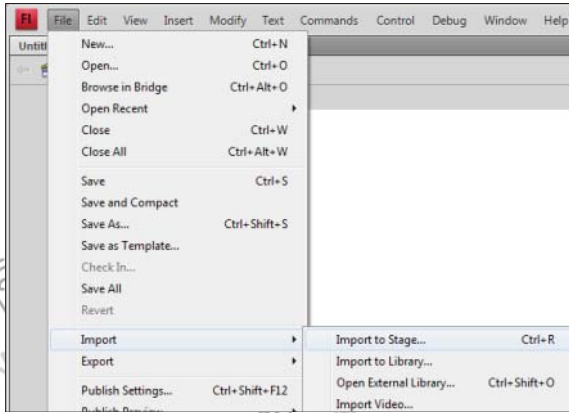 Fl File Edit View Insert Modify Text Commands Control Debug Window Help
Untitl
New... Ctrl+N
Open... Ctrl+O
Browse in Bridge Ctrl+Alt+O
Open Recent
Close Ctrl+W
Close All Ctrl+Alt+W
Save Ctrl+S
Save and Compact
Save As... Ctrl+Shift+S
Save as Template...
Check In...
Save All
Revert
Import Import to Stage... Ctrl+R
Export Import to Library...
Open External Library... Ctrl+Shift+O
Publish Settings... Ctrl+Shift+F12
Import Video...
Publish Preview